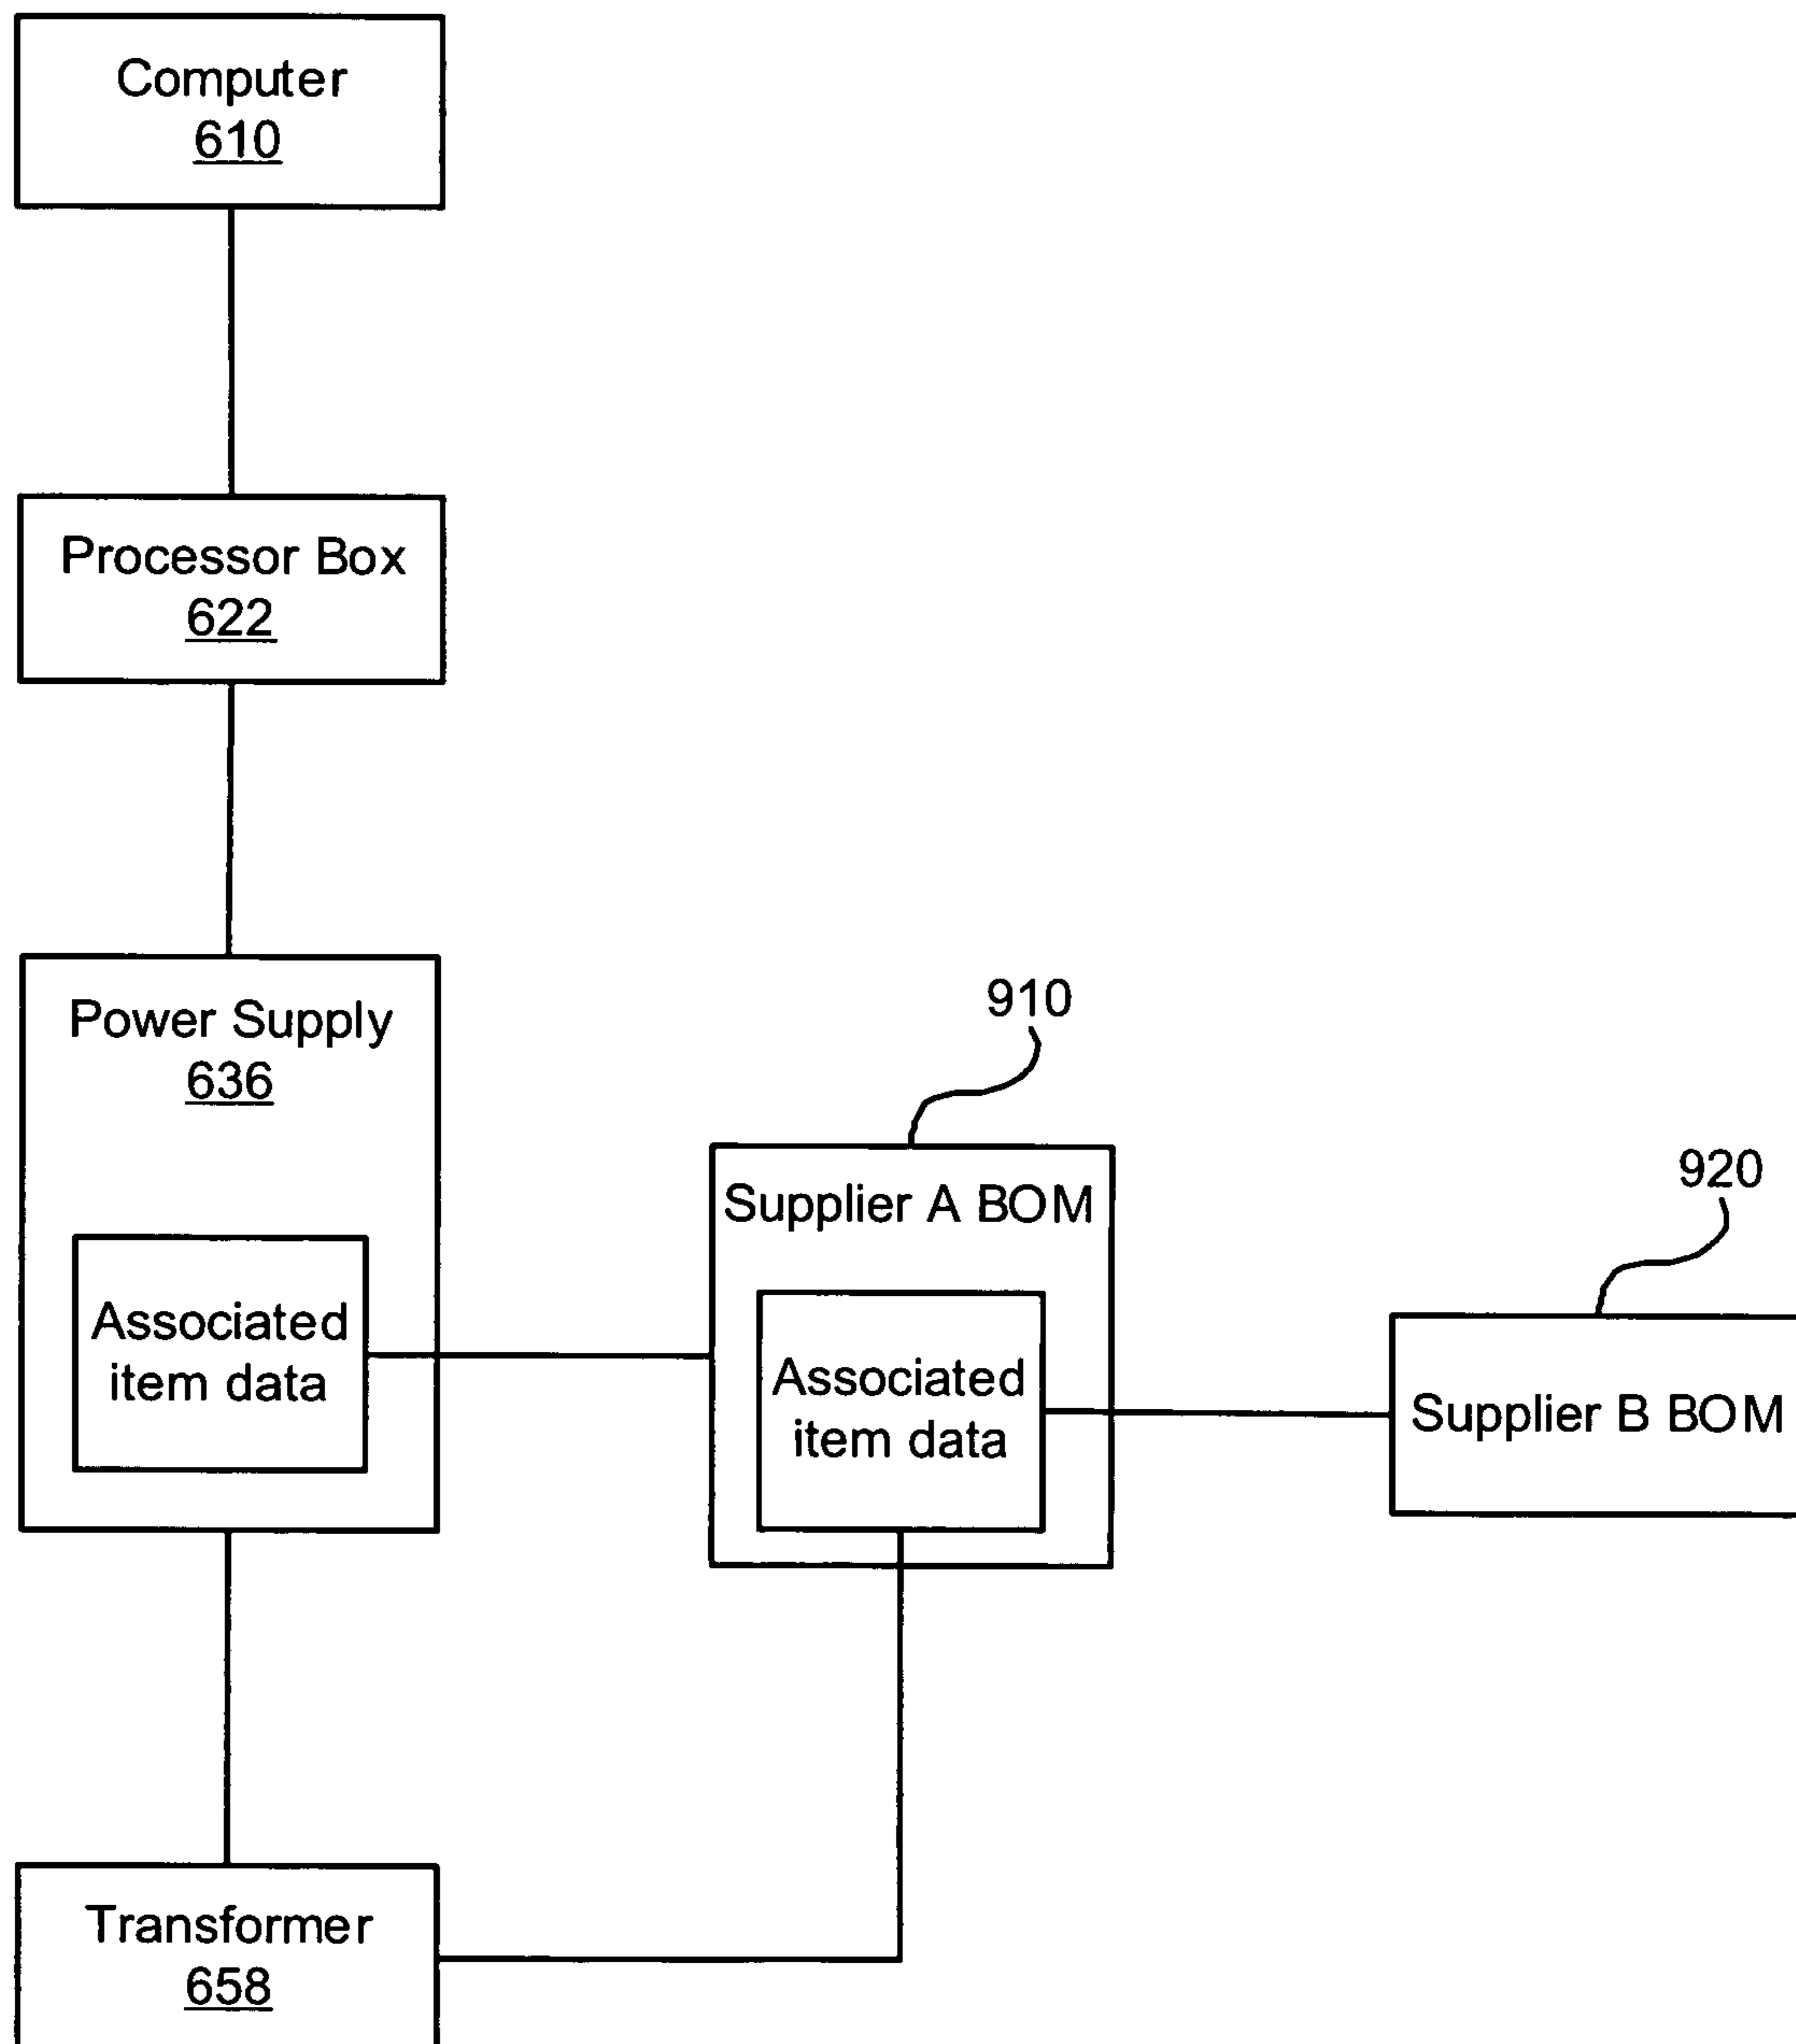 Computer
610
Processor Box
622
Power Supply
636
Associated
item data
910
Supplier A BOM
Associated
item data
920
Supplier B BOM
Transformer
658